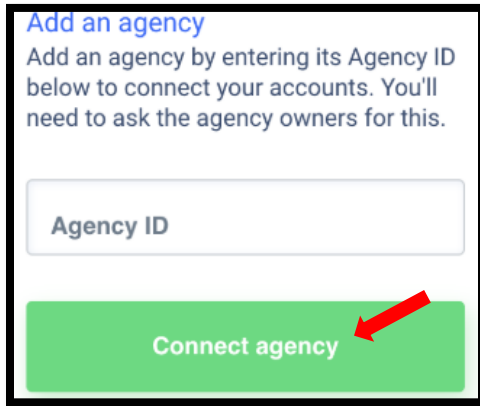 Add an agency
Add an agency by entering its Agency ID
below to connect your accounts. You'll
need to ask the agency owners for this.
Agency ID
Connect agency